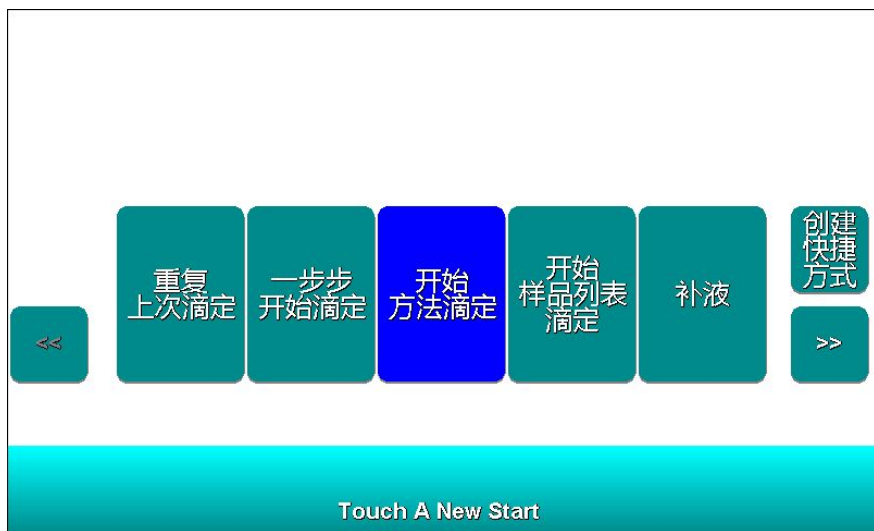 重复
上次滴定
一步步
开始滴定
开始
方法滴定
开始
样品列表
滴定
补液
创建
快捷
方式
<<
>>
Touch A New Start